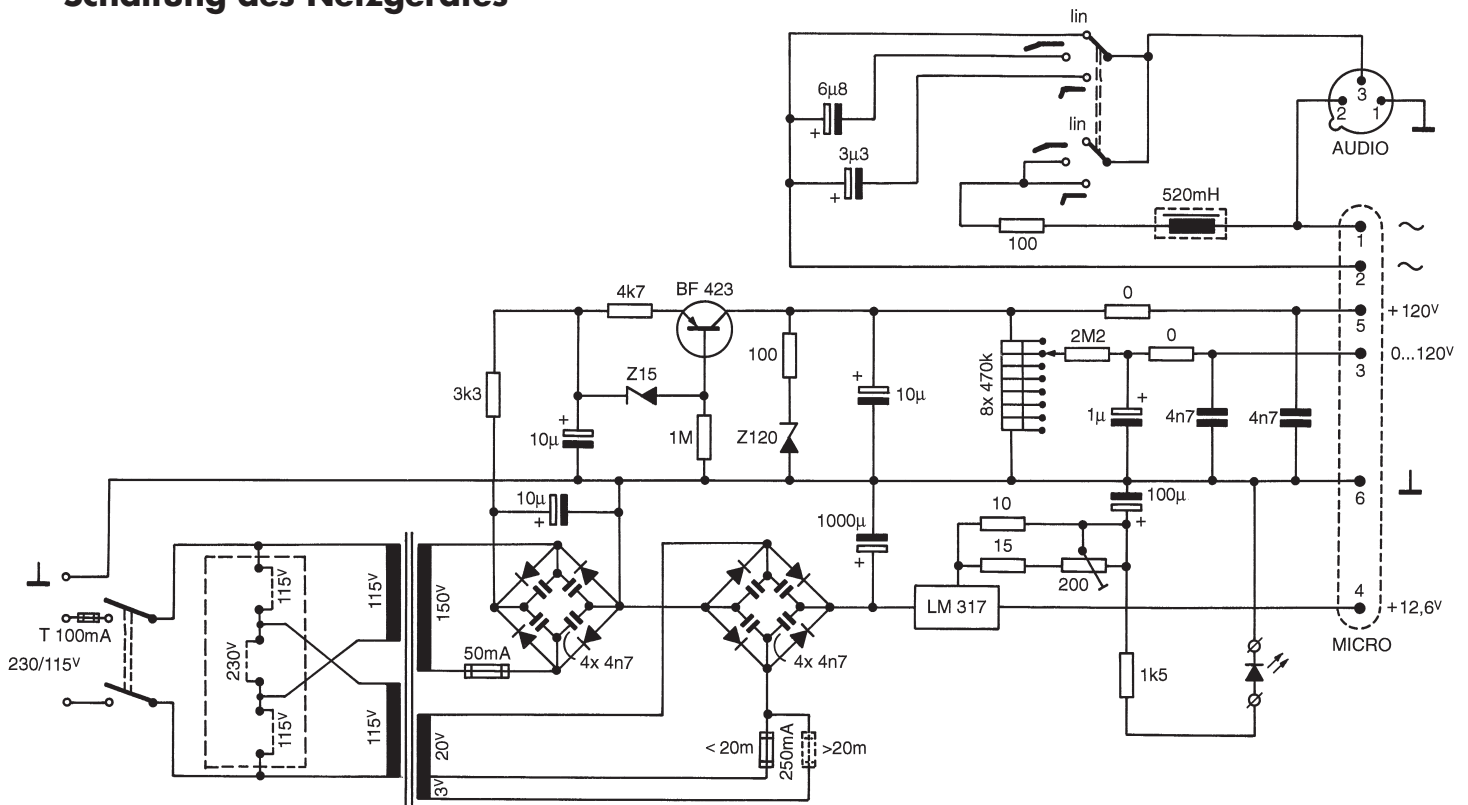 Schaltung des Netzgerätes
lin
6µ8
3µ3
lin
3
2
1
AUDIO
520mH
100
1
2
4k7
BF 423
0
5
+120V
2M2
0
0...120V
3
100
Z15
3k3
10µ
8x 470k
10µ
1M
Z120
1µ
4n7
4n7
6
10µ
1000µ
10
100µ
15
200
115V
T 100mA
230/115V
230V
115V
115V
115V
150V
50mA
4x 4n7
4x 4n7
LM 317
4
+12,6V
MICRO
1k5
20V
3V
< 20m
250mA
>20m